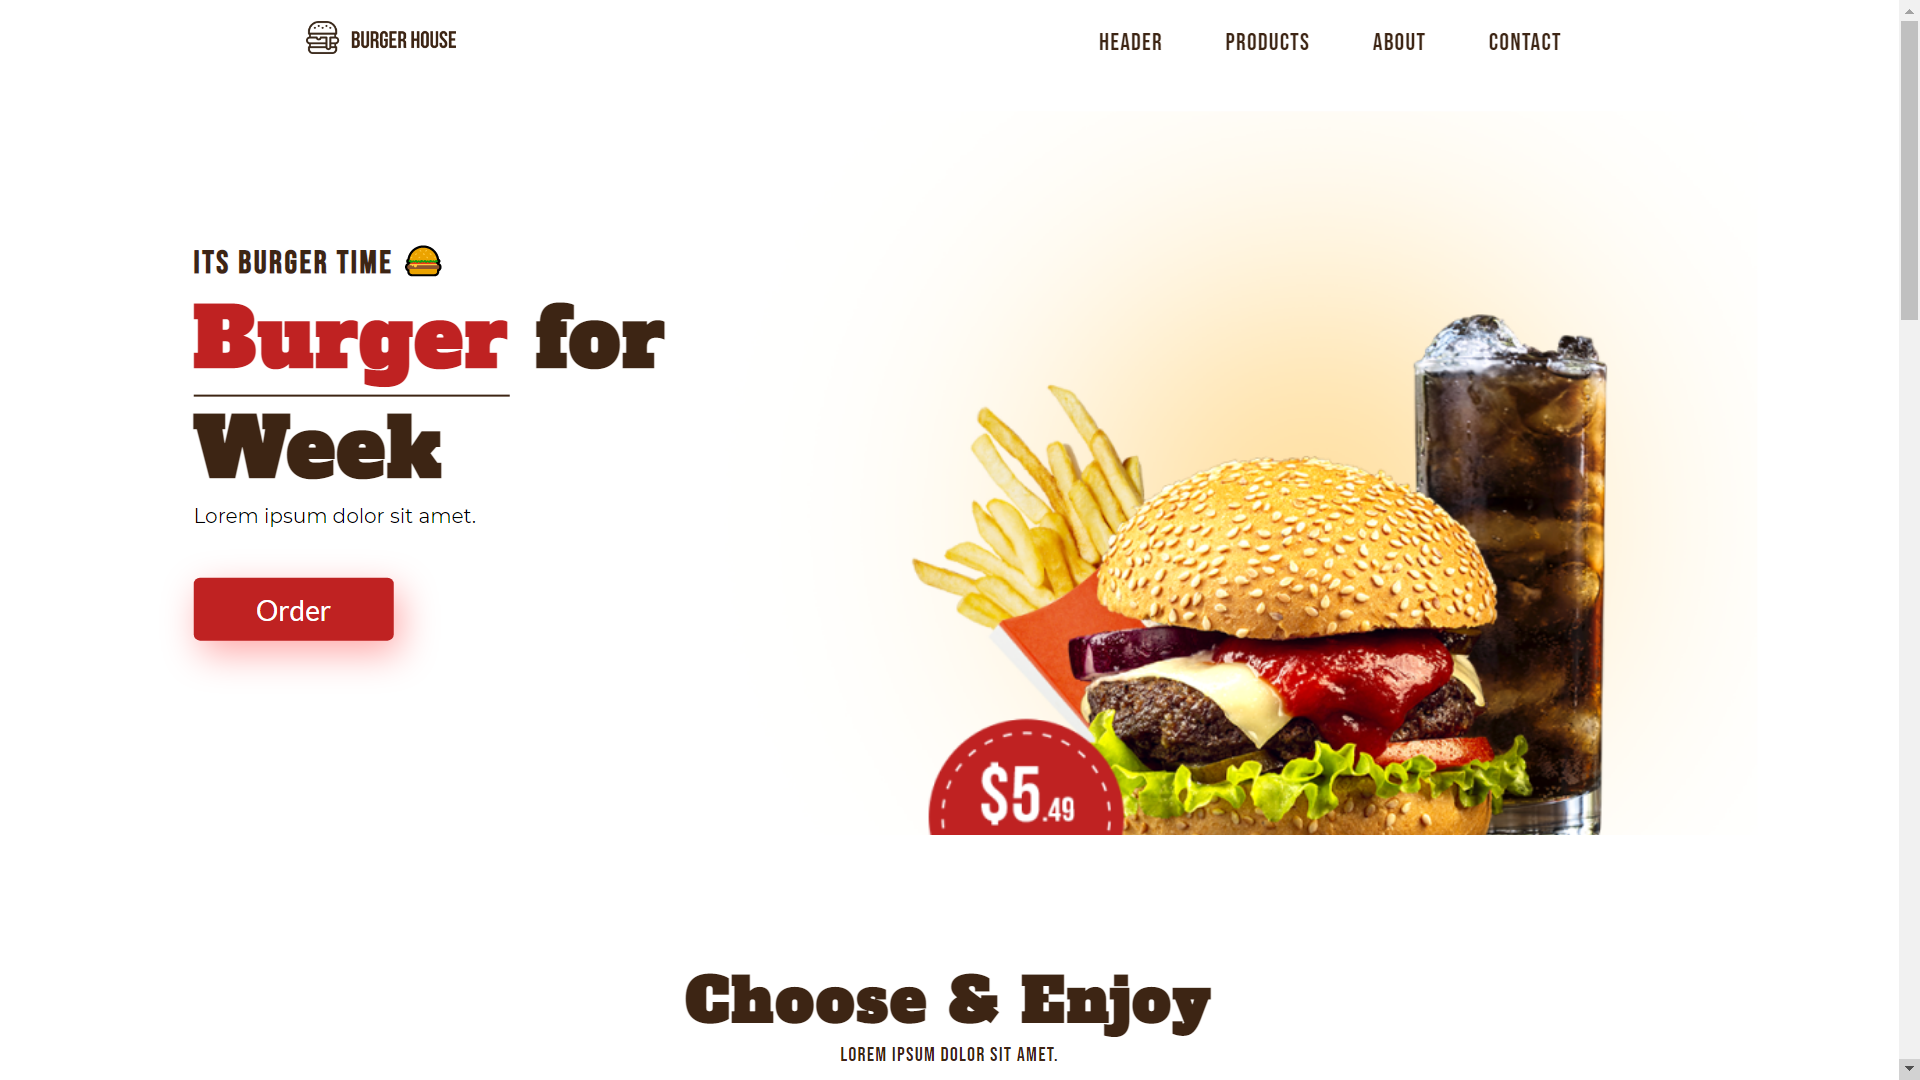 BURGER HOUSE
HEADER PRODUCTS ABOUT CONTACT
ITS BURGER TIME
Burger for
Week
Lorem ipsum dolor sit amet.
Order
$5.49
Choose & Enjoy
LOREM IPSUM DOLOR SIT AMET.